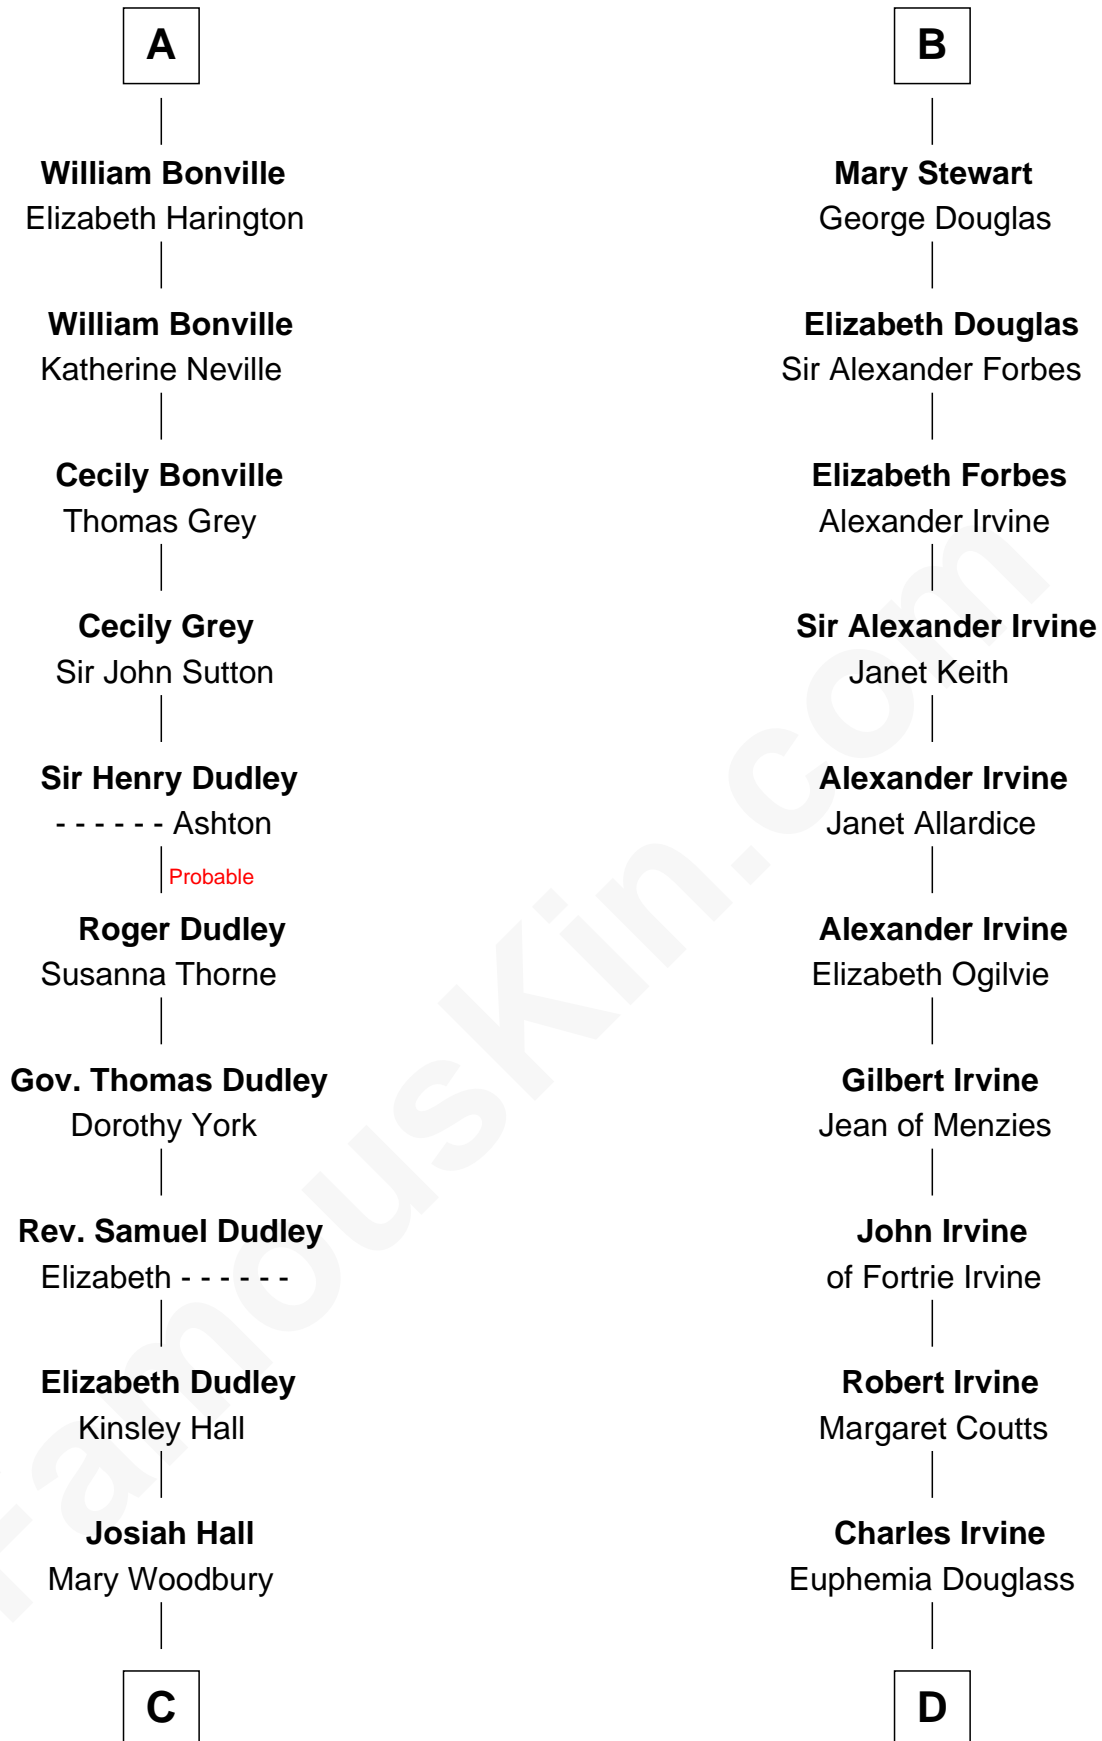 A
William Bonville
Elizabeth Harington
William Bonville
Katherine Neville
Cecily Bonville
Thomas Grey
Cecily Grey
Sir John Sutton
Sir Henry Dudley
- - - - - - Ashton
Probable
Roger Dudley
Susanna Thorne
Gov. Thomas Dudley
Dorothy York
Rev. Samuel Dudley
Elizabeth - - - - - -
Elizabeth Dudley
Kinsley Hall
Josiah Hall
Mary Woodbury
C
B
Mary Stewart
George Douglas
Elizabeth Douglas
Sir Alexander Forbes
Elizabeth Forbes
Alexander Irvine
Sir Alexander Irvine
Janet Keith
Alexander Irvine
Janet Allardice
Alexander Irvine
Elizabeth Ogilvie
Gilbert Irvine
Jean of Menzies
John Irvine
of Fortrie Irvine
Robert Irvine
Margaret Coutts
Charles Irvine
Euphemia Douglass
D
FamousKin.com